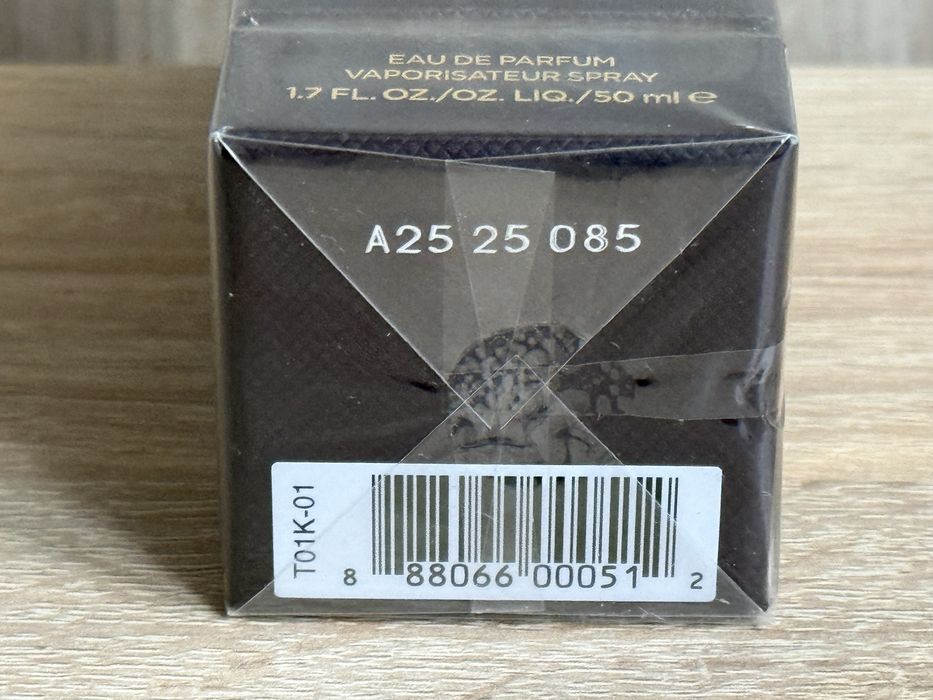 EAU DE PARFUM
VAPORISATEUR SPRAY
1.7 FL. OZ./OZ. LIQ./50 ml ℮
A25 25 085
T01K-01
8 88066 00051 2